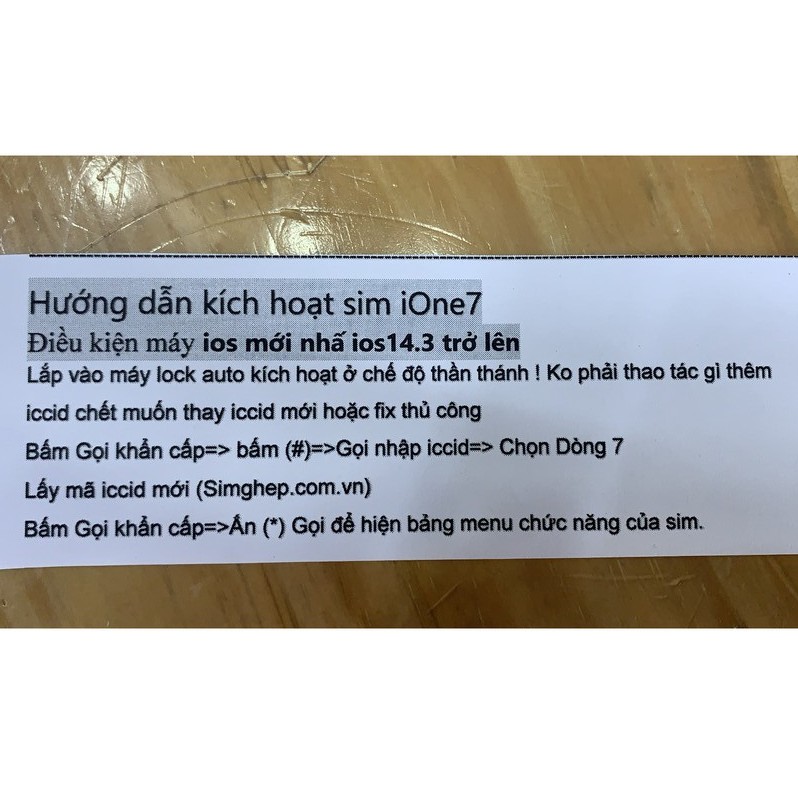 Hướng dẫn kích hoạt sim iOne7
Điều kiện máy ios mới nhấ ios14.3 trở lên
Lắp vào máy lock auto kích hoạt ở chế độ thần thánh ! Ko phải thao tác gì thêm
iccid chết muốn thay iccid mới hoặc fix thủ công
Bấm Gọi khẩn cấp=> bấm (#)=>Gọi nhập iccid=> Chọn Dòng 7
Lấy mã iccid mới (Simghep.com.vn)
Bấm Gọi khẩn cấp=>Ấn (*) Gọi để hiện bảng menu chức năng của sim.